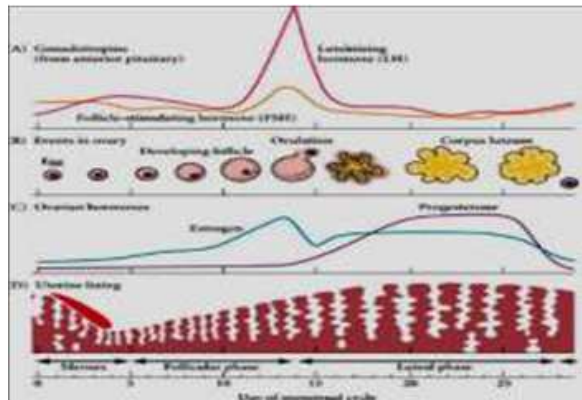 (A) Gonadotropins
(from anterior pituitary)
Luteinizing
hormone (LH)
Follicle-stimulating hormone (FSH)
(B) Events in ovary
Ovulation
Corpus luteum
Developing follicle
Egg
(C) Ovarian hormones
Progesterone
Estrogen
(D) Uterine lining
Menses
Follicular phase
Luteal phase
0 5 10 15 20 25
Day of menstrual cycle